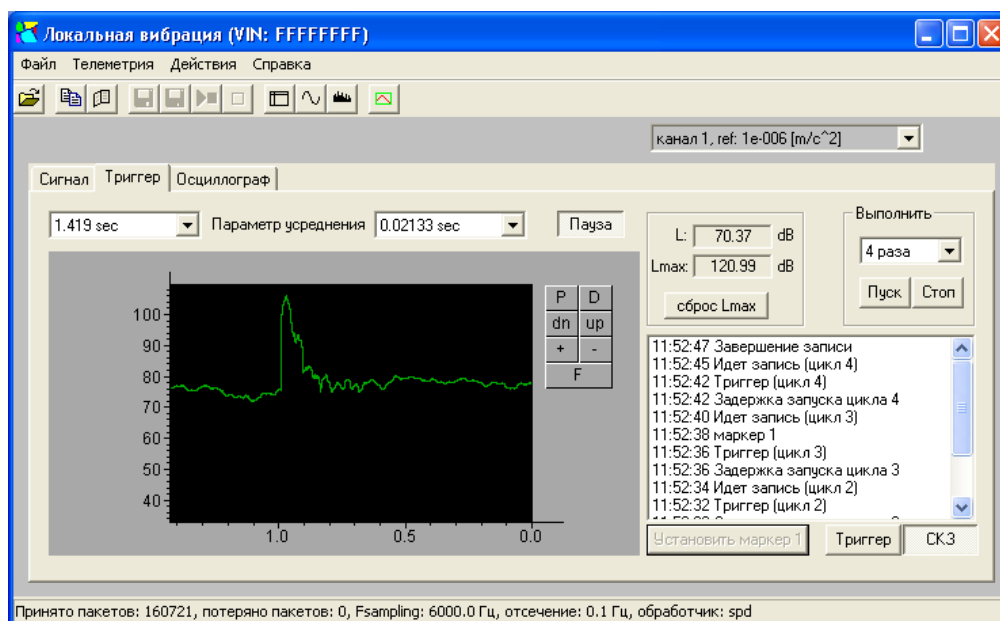 Локальная вибрация (VIN: FFFFFFFF)
Файл Телеметрия Действия Справка
канал 1, ref: 1e-006 [m/c^2]
Сигнал Триггер Осциллограф
1.419 sec Параметр усреднения 0.02133 sec Пауза
L: 70.37 dB
Lmax: 120.99 dB
сброс Lmax
Выполнить
4 раза
Пуск Стоп
100
90
80
70
60
50
40
1.0 0.5 0.0
P D
dn up
+ -
F
11:52:47 Завершение записи
11:52:45 Идет запись (цикл 4)
11:52:42 Триггер (цикл 4)
11:52:42 Задержка запуска цикла 4
11:52:40 Идет запись (цикл 3)
11:52:38 маркер 1
11:52:36 Триггер (цикл 3)
11:52:36 Задержка запуска цикла 3
11:52:34 Идет запись (цикл 2)
11:52:32 Триггер (цикл 2)
Установить маркер 1 Триггер СКЗ
Принято пакетов: 160721, потеряно пакетов: 0, Fsampling: 6000.0 Гц, отсечение: 0.1 Гц, обработчик: spd